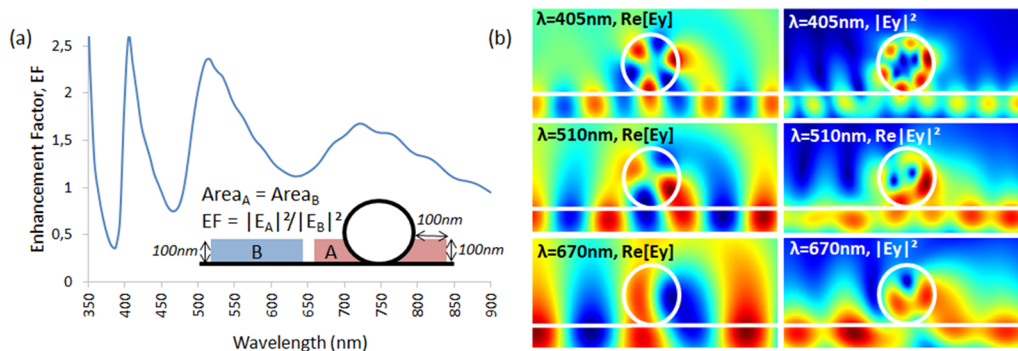 (a)
Enhancement Factor, EF
2,5
2
1,5
1
0,5
0
350 400 450 500 550 600 650 700 750 800 850 900
Wavelength (nm)
Area_A = Area_B
EF = |E_A|²/|E_B|²
100nm
B
A
100nm
100nm
(b)
λ=405nm, Re[Ey]
λ=405nm, |Ey|²
λ=510nm, Re[Ey]
λ=510nm, Re|Ey|²
λ=670nm, Re[Ey]
λ=670nm, |Ey|²